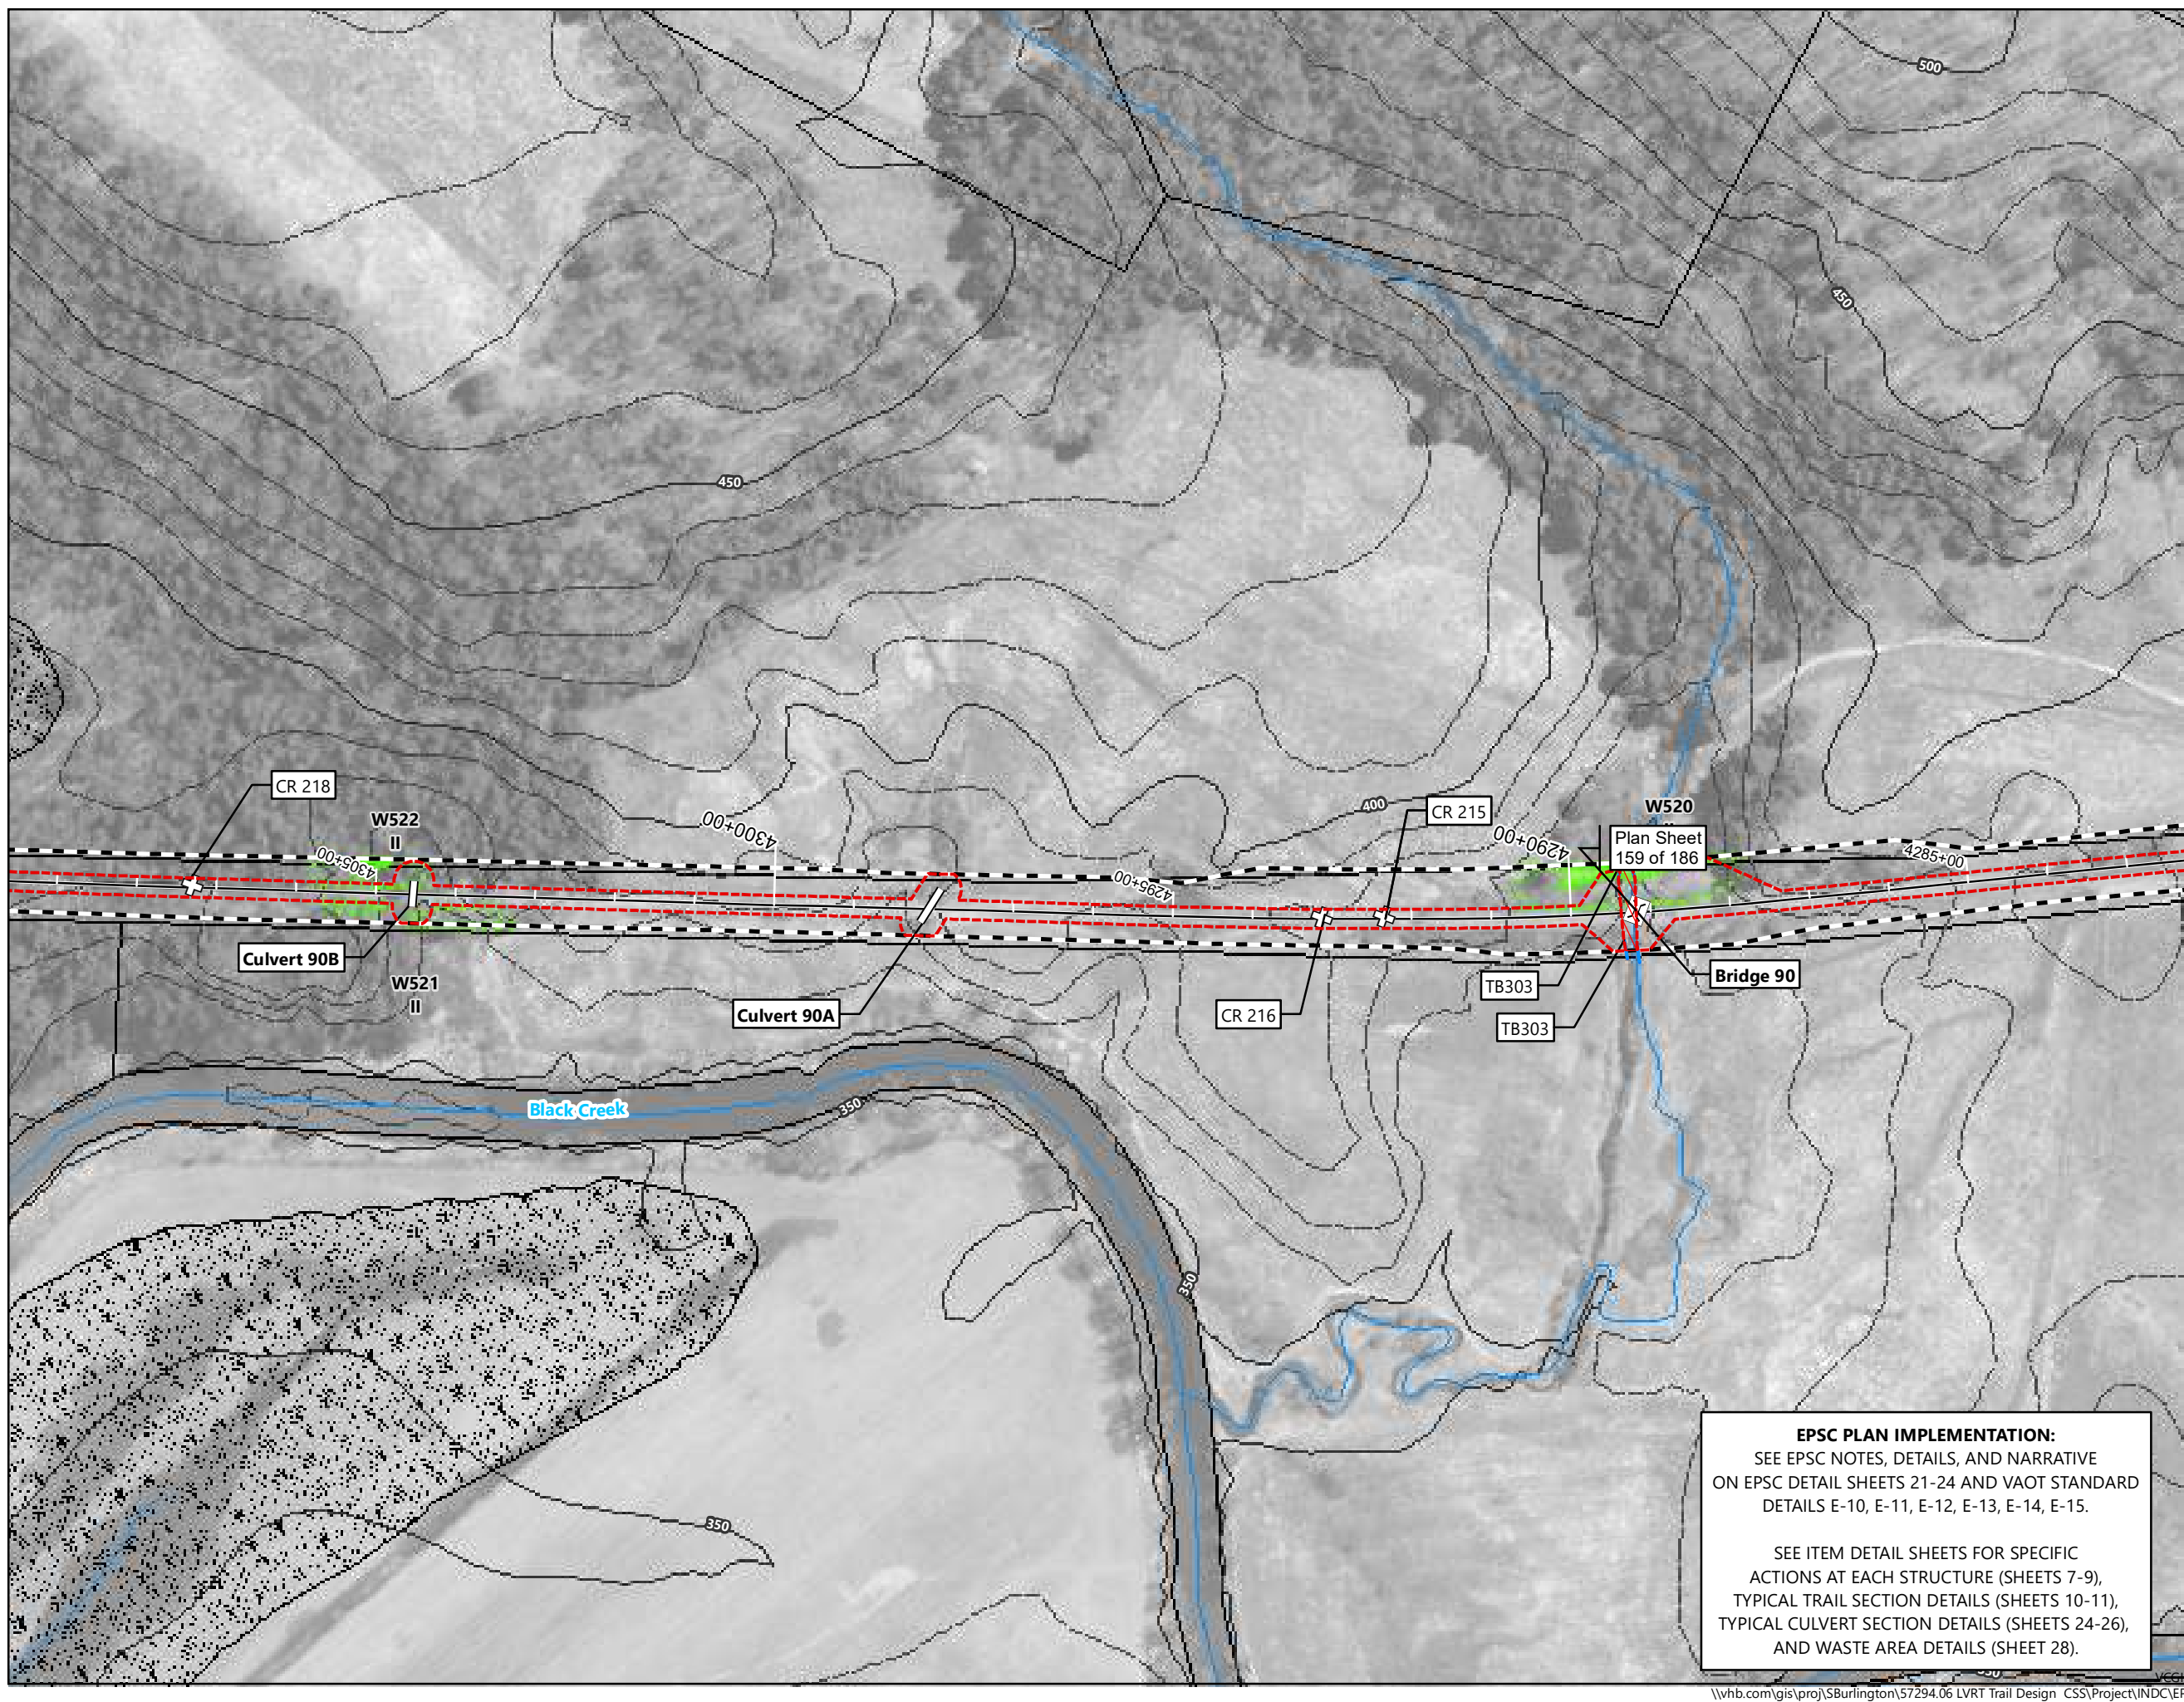 500
450
450
400
CR 218
W522
II
4305+00
4300+00
4295+00
CR 215
4290+00
W520
Plan Sheet
159 of 186
4285+00
Culvert 90B
W521
II
Culvert 90A
CR 216
TB303
TB303
Bridge 90
Black Creek
350
350
350
EPSC PLAN IMPLEMENTATION:
SEE EPSC NOTES, DETAILS, AND NARRATIVE
ON EPSC DETAIL SHEETS 21-24 AND VAOT STANDARD
DETAILS E-10, E-11, E-12, E-13, E-14, E-15.
SEE ITEM DETAIL SHEETS FOR SPECIFIC
ACTIONS AT EACH STRUCTURE (SHEETS 7-9),
TYPICAL TRAIL SECTION DETAILS (SHEETS 10-11),
TYPICAL CULVERT SECTION DETAILS (SHEETS 24-26),
AND WASTE AREA DETAILS (SHEET 28).
\\vhb.com\gis\proj\SBurlington\57294.06 LVRT Trail Design CSS\Project\INDC\